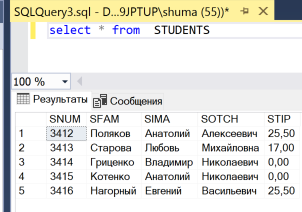 SQLQuery3.sql - D...9JPTUP\shuma (55))*
select * from STUDENTS
100 %
Результаты Сообщения
SNUM SFAM SIMA SOTCH STIP
1 3412 Поляков Анатолий Алексеевич 25,50
2 3413 Старова Любовь Михайловна 17,00
3 3414 Гриценко Владимир Николаевич 0,00
4 3415 Котенко Анатолий Николаевич 0,00
5 3416 Нагорный Евгений Васильевич 25,50